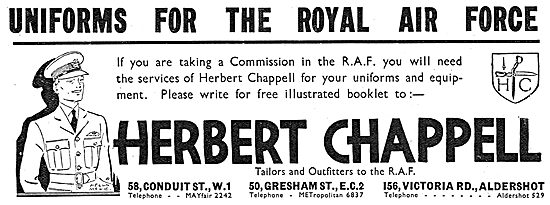 UNIFORMS FOR THE ROYAL AIR FORCE
If you are taking a Commission in the R.A.F. you will need
the services of Herbert Chappell for your uniforms and equip-
ment. Please write for free illustrated booklet to:—
H C
HERBERT CHAPPELL
Tailors and Outfitters to the R.A.F.
58, CONDUIT ST., W.1 50, GRESHAM ST., E.C.2 156, VICTORIA RD., ALDERSHOT
Telephone - MAYfair 2242 Telephone - METropolitan 6837 Telephone - - - - - - - - Aldershot 529